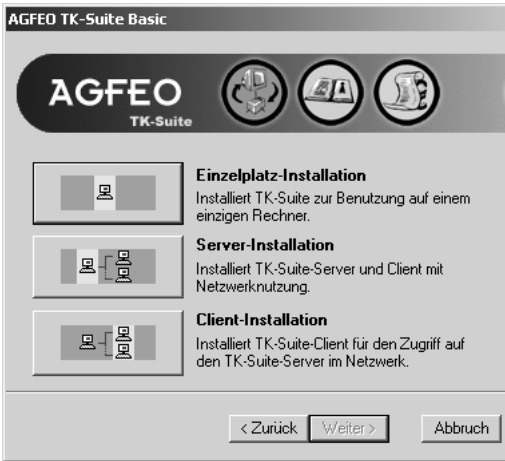 AGFEO TK-Suite Basic
AGFEO
TK-Suite
Einzelplatz-Installation
Installiert TK-Suite zur Benutzung auf einem
einzigen Rechner.
Server-Installation
Installiert TK-Suite-Server und Client mit
Netzwerknutzung.
Client-Installation
Installiert TK-Suite-Client für den Zugriff auf
den TK-Suite-Server im Netzwerk.
< Zurück Weiter > Abbruch